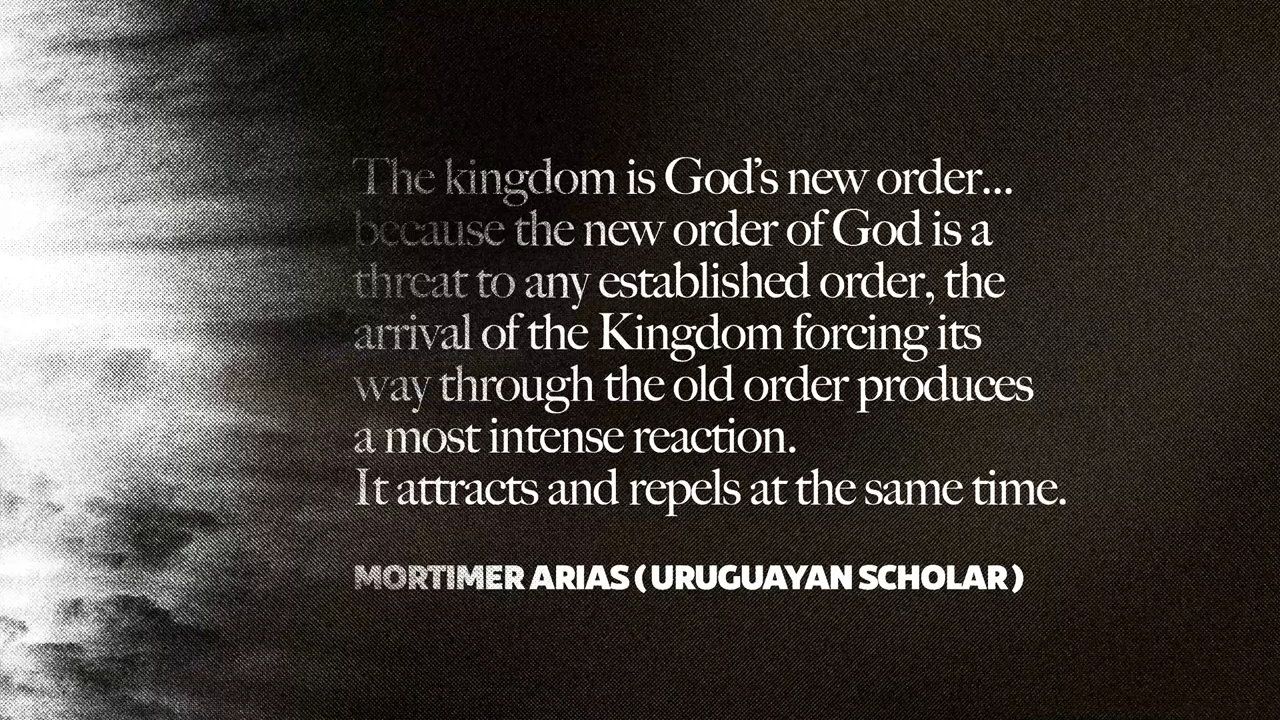 The kingdom is God's new order...
because the new order of God is a
threat to any established order, the
arrival of the Kingdom forcing its
way through the old order produces
a most intense reaction.
It attracts and repels at the same time.
MORTIMER ARIAS ( URUGUAYAN SCHOLAR )